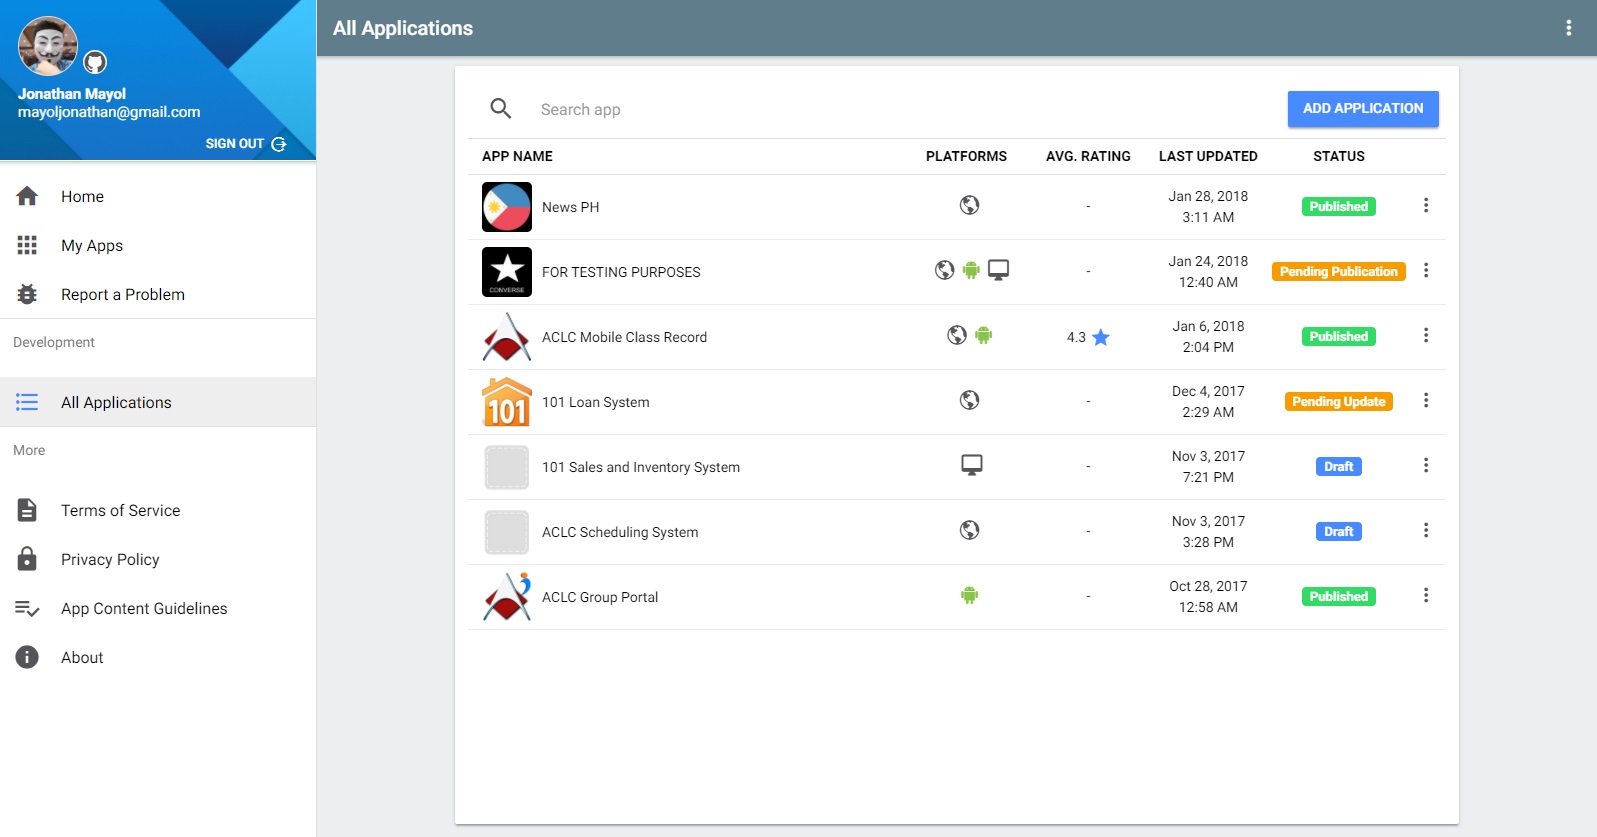 Jonathan Mayol
mayoljonathan@gmail.com
SIGN OUT
Home
My Apps
Report a Problem
Development
All Applications
More
Terms of Service
Privacy Policy
App Content Guidelines
About
All Applications
Search app
ADD APPLICATION
APP NAME PLATFORMS AVG. RATING LAST UPDATED STATUS
News PH - Jan 28, 2018 3:11 AM Published
CONVERSE FOR TESTING PURPOSES - Jan 24, 2018 12:40 AM Pending Publication
ACLC Mobile Class Record 4.3 Jan 6, 2018 2:04 PM Published
101 101 Loan System - Dec 4, 2017 2:29 AM Pending Update
101 Sales and Inventory System - Nov 3, 2017 7:21 PM Draft
ACLC Scheduling System - Nov 3, 2017 3:28 PM Draft
ACLC Group Portal - Oct 28, 2017 12:58 AM Published